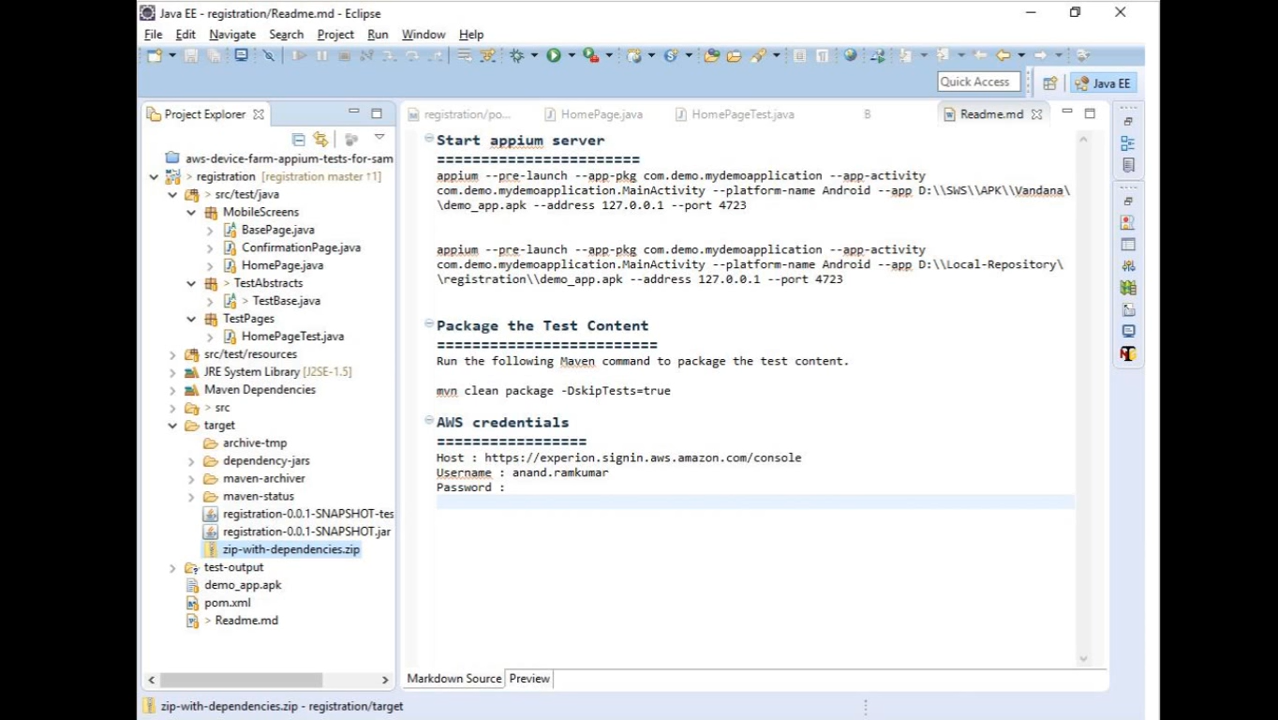 Java EE - registration/Readme.md - Eclipse
File Edit Navigate Search Project Run Window Help
Quick Access
Java EE
Project Explorer
registration/po... HomePage.java HomePageTest.java B Readme.md
aws-device-farm-appium-tests-for-sam
> registration [registration master ↑1]
> src/test/java
MobileScreens
BasePage.java
ConfirmationPage.java
HomePage.java
> TestAbstracts
> TestBase.java
TestPages
HomePageTest.java
src/test/resources
JRE System Library [J2SE-1.5]
Maven Dependencies
> src
target
archive-tmp
dependency-jars
maven-archiver
maven-status
registration-0.0.1-SNAPSHOT-tes
registration-0.0.1-SNAPSHOT.jar
zip-with-dependencies.zip
test-output
demo_app.apk
pom.xml
> Readme.md
Start appium server
=======================
appium --pre-launch --app-pkg com.demo.mydemoapplication --app-activity
com.demo.mydemoapplication.MainActivity --platform-name Android --app D:\\SWS\\APK\\Vandana\
\demo_app.apk --address 127.0.0.1 --port 4723
appium --pre-launch --app-pkg com.demo.mydemoapplication --app-activity
com.demo.mydemoapplication.MainActivity --platform-name Android --app D:\\Local-Repository\
\registration\\demo_app.apk --address 127.0.0.1 --port 4723
Package the Test Content
=========================
Run the following Maven command to package the test content.
mvn clean package -DskipTests=true
AWS credentials
=================
Host : https://experion.signin.aws.amazon.com/console
Username : anand.ramkumar
Password :
Markdown Source Preview
zip-with-dependencies.zip - registration/target